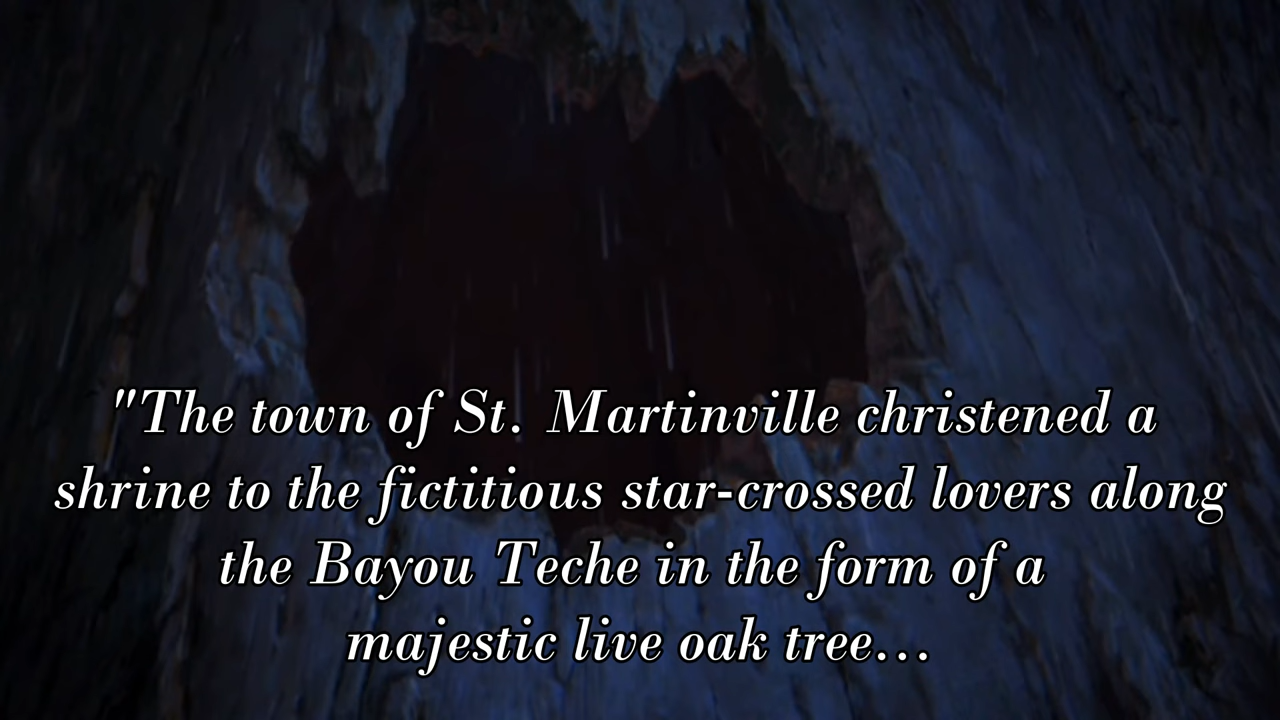 "The town of St. Martinville christened a
shrine to the fictitious star-crossed lovers along
the Bayou Teche in the form of a
majestic live oak tree...